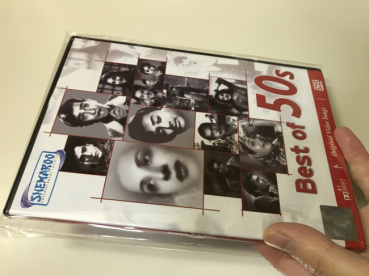 SHEMAROO
Best of 50s
Original Video Songs